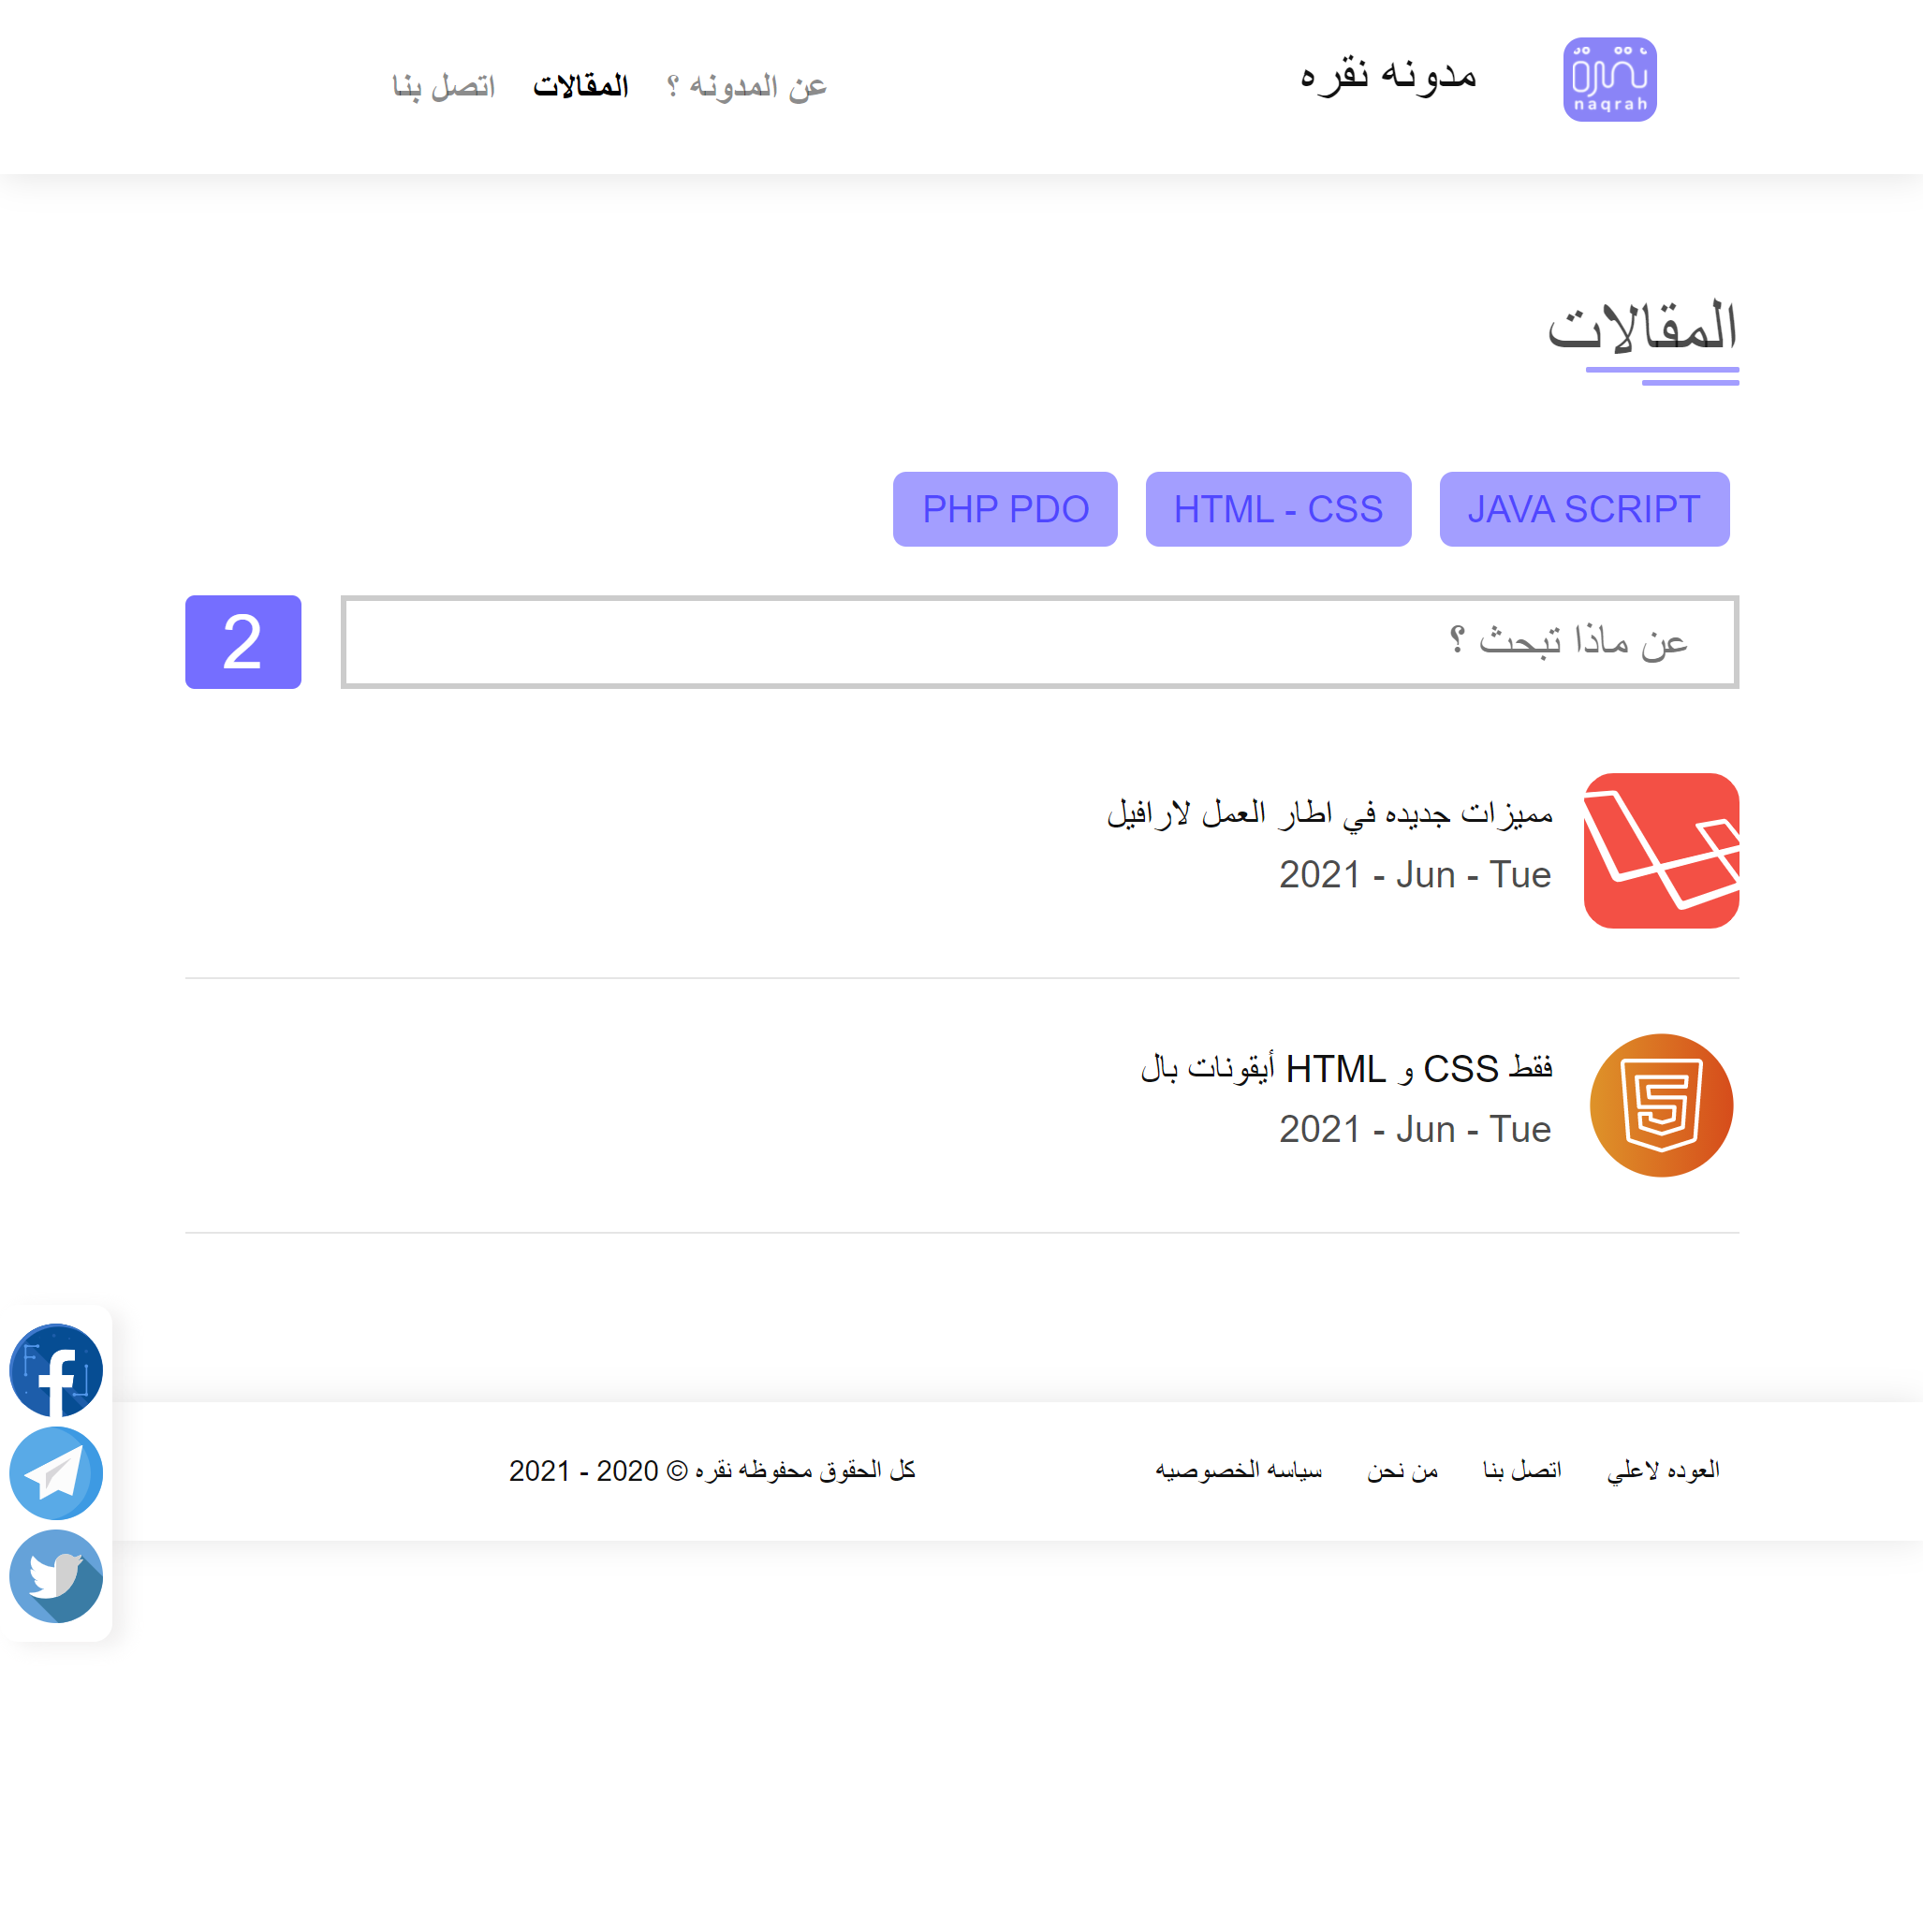 naqrah
مدونه نقره
عن المدونه ؟
المقالات
اتصل بنا
المقالات
JAVA SCRIPT
HTML - CSS
PHP PDO
عن ماذا تبحث ؟
2
مميزات جديده في اطار العمل لارافيل
2021 - Jun - Tue
فقط CSS و HTML أيقونات بال
2021 - Jun - Tue
العوده لاعلي
اتصل بنا
من نحن
سياسه الخصوصيه
كل الحقوق محفوظه نقره © 2020 - 2021